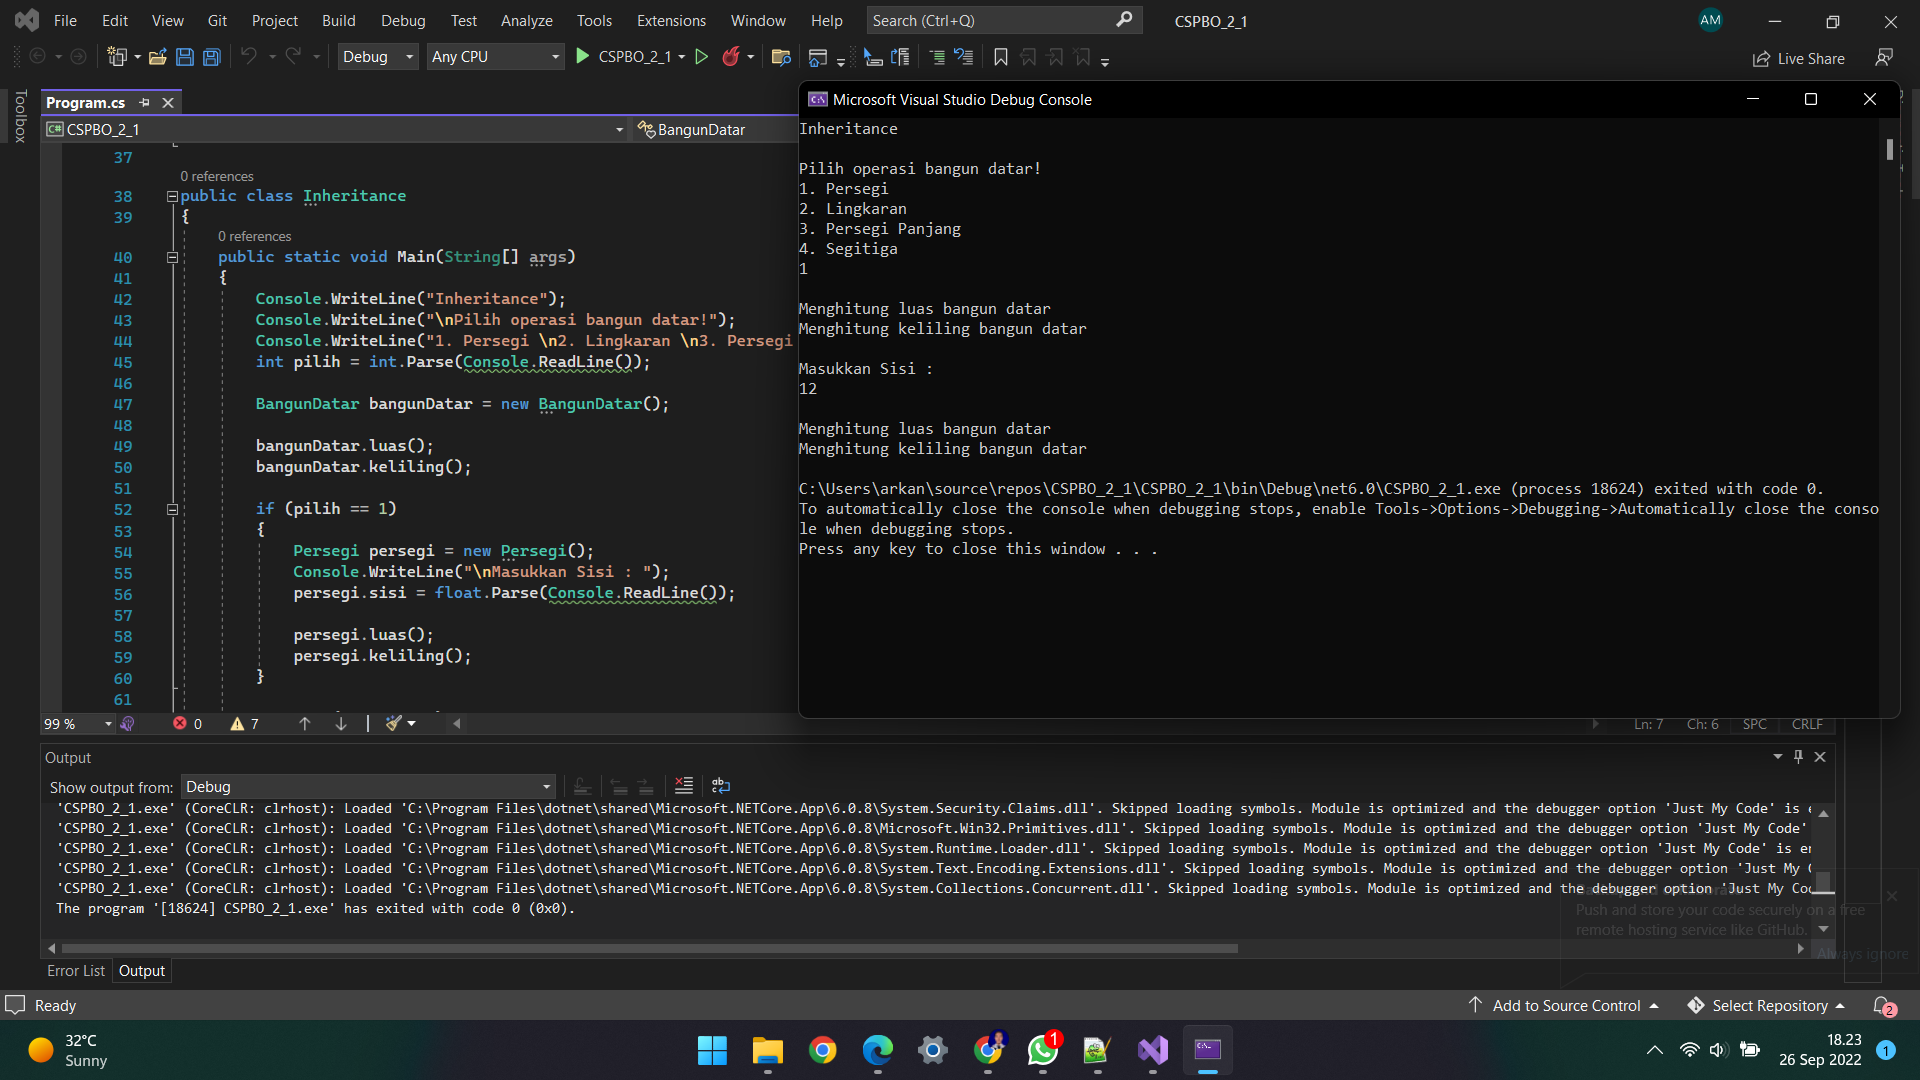 File Edit View Git Project Build Debug Test Analyze Tools Extensions Window Help Search (Ctrl+Q) CSPBO_2_1 AM
Debug Any CPU CSPBO_2_1 Live Share
Toolbox
Program.cs
CSPBO_2_1 BangunDatar
37
0 references
38 public class Inheritance
39 {
0 references
40 public static void Main(String[] args)
41 {
42 Console.WriteLine("Inheritance");
43 Console.WriteLine("\nPilih operasi bangun datar!");
44 Console.WriteLine("1. Persegi \n2. Lingkaran \n3. Persegi
45 int pilih = int.Parse(Console.ReadLine());
46
47 BangunDatar bangunDatar = new BangunDatar();
48
49 bangunDatar.luas();
50 bangunDatar.keliling();
51
52 if (pilih == 1)
53 {
54 Persegi persegi = new Persegi();
55 Console.WriteLine("\nMasukkan Sisi : ");
56 persegi.sisi = float.Parse(Console.ReadLine());
57
58 persegi.luas();
59 persegi.keliling();
60 }
61
99 % 0 7 Ln: 7 Ch: 6 SPC CRLF
Microsoft Visual Studio Debug Console
Inheritance
Pilih operasi bangun datar!
1. Persegi
2. Lingkaran
3. Persegi Panjang
4. Segitiga
1
Menghitung luas bangun datar
Menghitung keliling bangun datar
Masukkan Sisi :
12
Menghitung luas bangun datar
Menghitung keliling bangun datar
C:\Users\arkan\source\repos\CSPBO_2_1\CSPBO_2_1\bin\Debug\net6.0\CSPBO_2_1.exe (process 18624) exited with code 0.
To automatically close the console when debugging stops, enable Tools->Options->Debugging->Automatically close the conso
le when debugging stops.
Press any key to close this window . . .
Output
Show output from: Debug
'CSPBO_2_1.exe' (CoreCLR: clrhost): Loaded 'C:\Program Files\dotnet\shared\Microsoft.NETCore.App\6.0.8\System.Security.Claims.dll'. Skipped loading symbols. Module is optimized and the debugger option 'Just My Code' is
'CSPBO_2_1.exe' (CoreCLR: clrhost): Loaded 'C:\Program Files\dotnet\shared\Microsoft.NETCore.App\6.0.8\Microsoft.Win32.Primitives.dll'. Skipped loading symbols. Module is optimized and the debugger option 'Just My Code'
'CSPBO_2_1.exe' (CoreCLR: clrhost): Loaded 'C:\Program Files\dotnet\shared\Microsoft.NETCore.App\6.0.8\System.Runtime.Loader.dll'. Skipped loading symbols. Module is optimized and the debugger option 'Just My Code' is
'CSPBO_2_1.exe' (CoreCLR: clrhost): Loaded 'C:\Program Files\dotnet\shared\Microsoft.NETCore.App\6.0.8\System.Text.Encoding.Extensions.dll'. Skipped loading symbols. Module is optimized and the debugger option 'Just My
'CSPBO_2_1.exe' (CoreCLR: clrhost): Loaded 'C:\Program Files\dotnet\shared\Microsoft.NETCore.App\6.0.8\System.Collections.Concurrent.dll'. Skipped loading symbols. Module is optimized and the debugger option 'Just My
The program '[18624] CSPBO_2_1.exe' has exited with code 0 (0x0).
Push and store your code securely on a free
remote hosting service like GitHub.
Always ignore
Error List Output
Ready Add to Source Control Select Repository 2
32°C
Sunny
1
18.23
26 Sep 2022 1